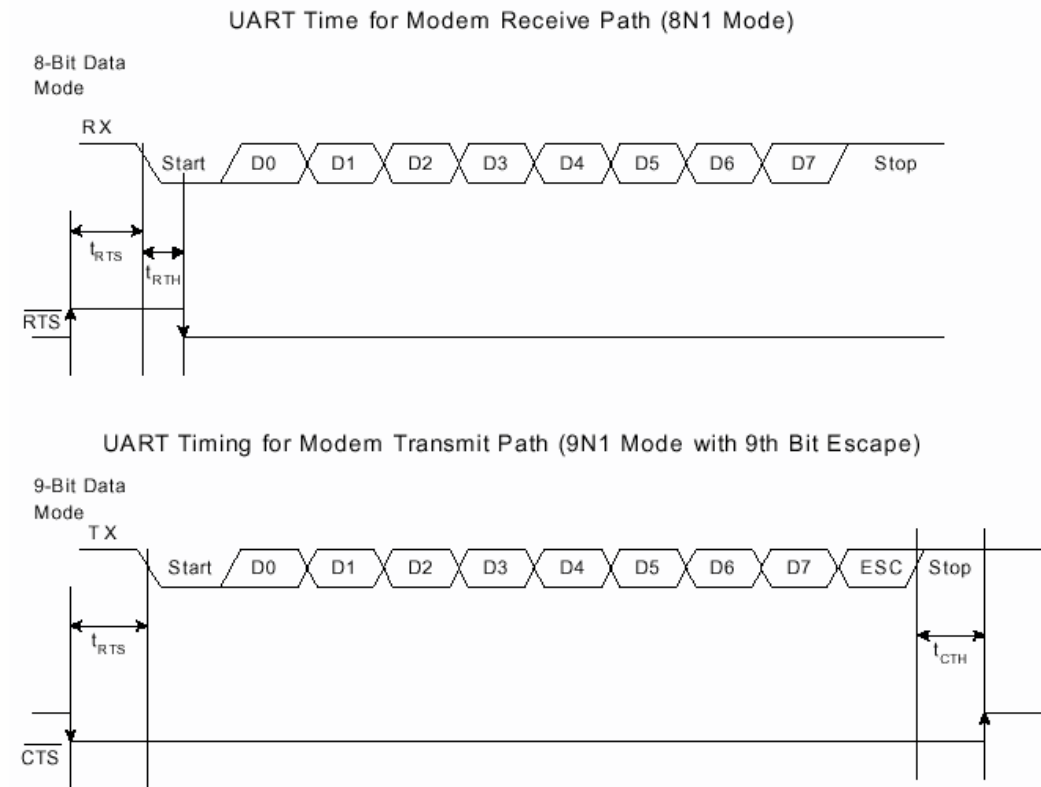 UART Time for Modem Receive Path (8N1 Mode)
8-Bit Data
Mode
RX
Start D0 D1 D2 D3 D4 D5 D6 D7 Stop
tRTS
tRTH
RTS
UART Timing for Modem Transmit Path (9N1 Mode with 9th Bit Escape)
9-Bit Data
Mode
TX
Start D0 D1 D2 D3 D4 D5 D6 D7 ESC Stop
tRTS
tCTH
CTS